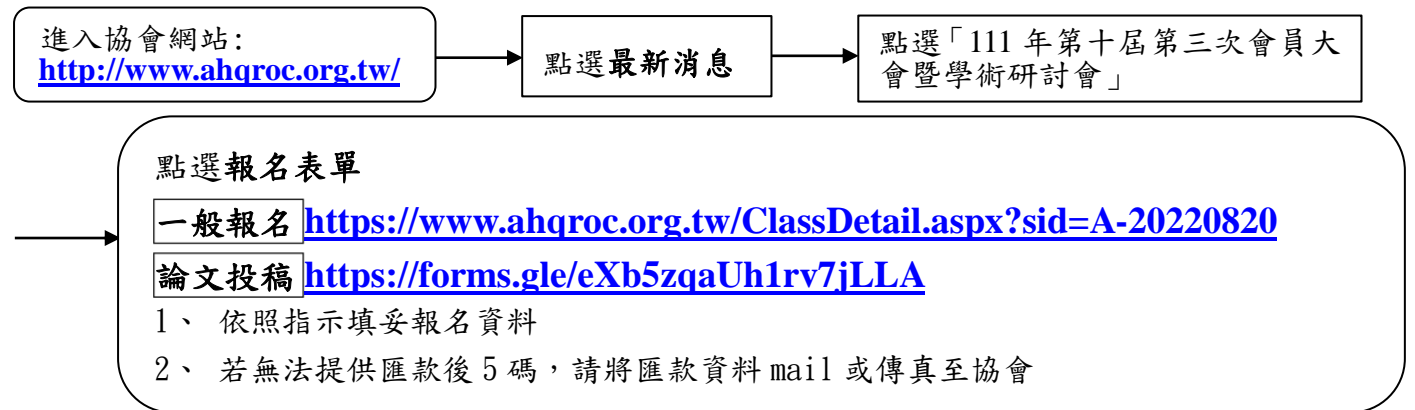 進入協會網站:
http://www.ahqroc.org.tw/
點選最新消息
點選「111 年第十屆第三次會員大
會暨學術研討會」
點選報名表單
一般報名 https://www.ahqroc.org.tw/ClassDetail.aspx?sid=A-20220820
論文投稿 https://forms.gle/eXb5zqaUh1rv7jLLA
1、 依照指示填妥報名資料
2、 若無法提供匯款後 5 碼，請將匯款資料 mail 或傳真至協會